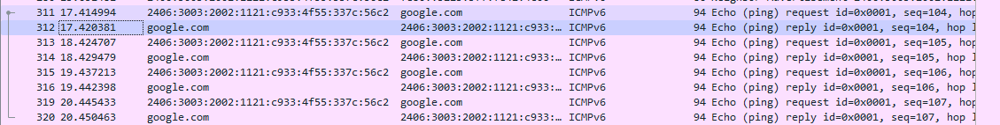 311 17.414994 2406:3003:2002:1121:c933:4f55:337c:56c2 google.com ICMPv6 94 Echo (ping) request id=0x0001, seq=104, hop
312 17.420381 google.com 2406:3003:2002:1121:c933:… ICMPv6 94 Echo (ping) reply id=0x0001, seq=104, hop l
313 18.424707 2406:3003:2002:1121:c933:4f55:337c:56c2 google.com ICMPv6 94 Echo (ping) request id=0x0001, seq=105, hop
314 18.429479 google.com 2406:3003:2002:1121:c933:… ICMPv6 94 Echo (ping) reply id=0x0001, seq=105, hop l
315 19.437213 2406:3003:2002:1121:c933:4f55:337c:56c2 google.com ICMPv6 94 Echo (ping) request id=0x0001, seq=106, hop
316 19.442398 google.com 2406:3003:2002:1121:c933:… ICMPv6 94 Echo (ping) reply id=0x0001, seq=106, hop l
319 20.445433 2406:3003:2002:1121:c933:4f55:337c:56c2 google.com ICMPv6 94 Echo (ping) request id=0x0001, seq=107, hop
320 20.450463 google.com 2406:3003:2002:1121:c933:… ICMPv6 94 Echo (ping) reply id=0x0001, seq=107, hop l